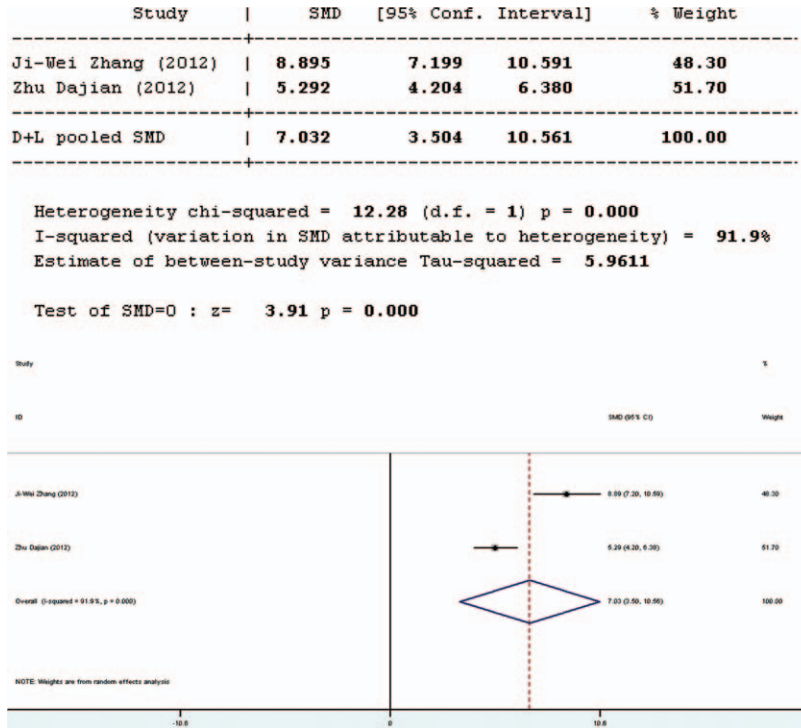 Study | SMD [95% Conf. Interval] % Weight
Ji-Wei Zhang (2012) | 8.895 7.199 10.591 48.30
Zhu Dajian (2012) | 5.292 4.204 6.380 51.70
D+L pooled SMD | 7.032 3.504 10.561 100.00
Heterogeneity chi-squared = 12.28 (d.f. = 1) p = 0.000
I-squared (variation in SMD attributable to heterogeneity) = 91.9%
Estimate of between-study variance Tau-squared = 5.9611
Test of SMD=0 : z= 3.91 p = 0.000
Study %
ID SMD (95% CI) Weight
Ji-Wei Zhang (2012) 8.89 (7.20, 10.59) 48.30
Zhu Dajian (2012) 5.29 (4.20, 6.38) 51.70
Overall (I-squared = 91.9%, p = 0.000) 7.03 (3.50, 10.56) 100.00
NOTE: Weights are from random effects analysis
-10.6 0 10.6